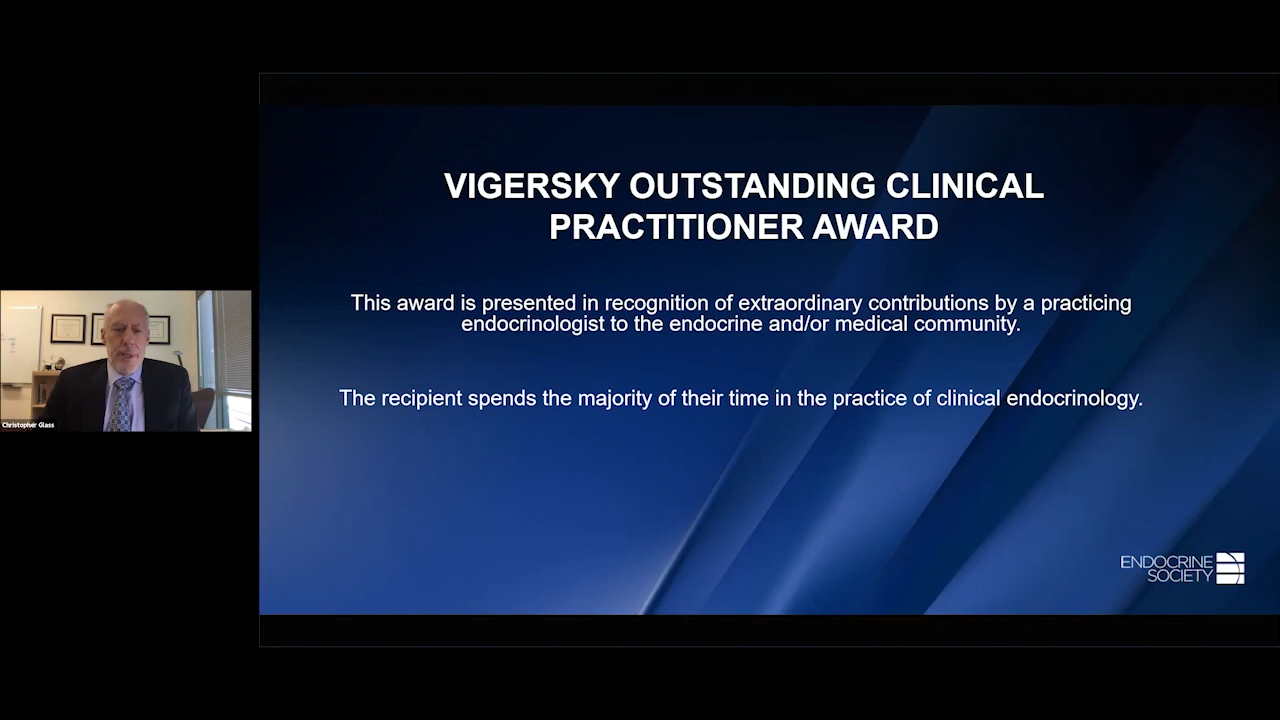 VIGERSKY OUTSTANDING CLINICAL
PRACTITIONER AWARD
This award is presented in recognition of extraordinary contributions by a practicing
endocrinologist to the endocrine and/or medical community.
The recipient spends the majority of their time in the practice of clinical endocrinology.
Christopher Glass
ENDOCRINE
SOCIETY